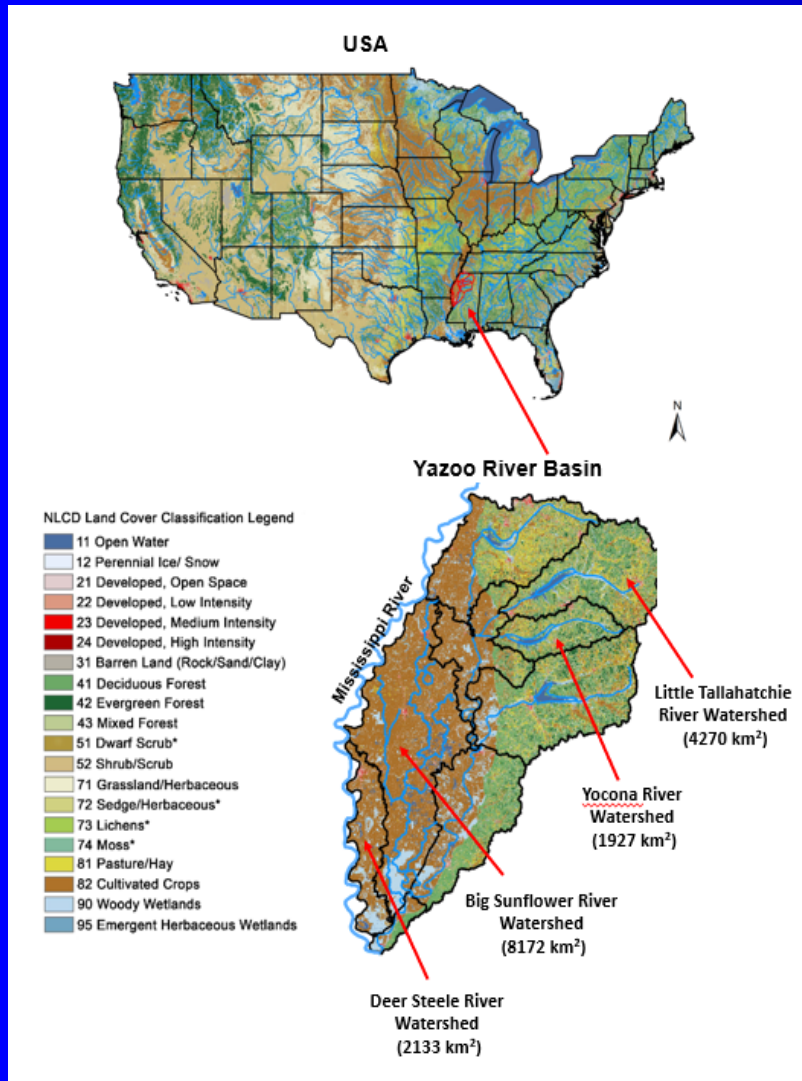 USA
N
Yazoo River Basin
NLCD Land Cover Classification Legend
11 Open Water
12 Perennial Ice/ Snow
21 Developed, Open Space
22 Developed, Low Intensity
23 Developed, Medium Intensity
24 Developed, High Intensity
31 Barren Land (Rock/Sand/Clay)
41 Deciduous Forest
42 Evergreen Forest
43 Mixed Forest
51 Dwarf Scrub*
52 Shrub/Scrub
71 Grassland/Herbaceous
72 Sedge/Herbaceous*
73 Lichens*
74 Moss*
81 Pasture/Hay
82 Cultivated Crops
90 Woody Wetlands
95 Emergent Herbaceous Wetlands
Mississippi River
Little Tallahatchie
River Watershed
(4270 km²)
Yocona River
Watershed
(1927 km²)
Big Sunflower River
Watershed
(8172 km²)
Deer Steele River
Watershed
(2133 km²)